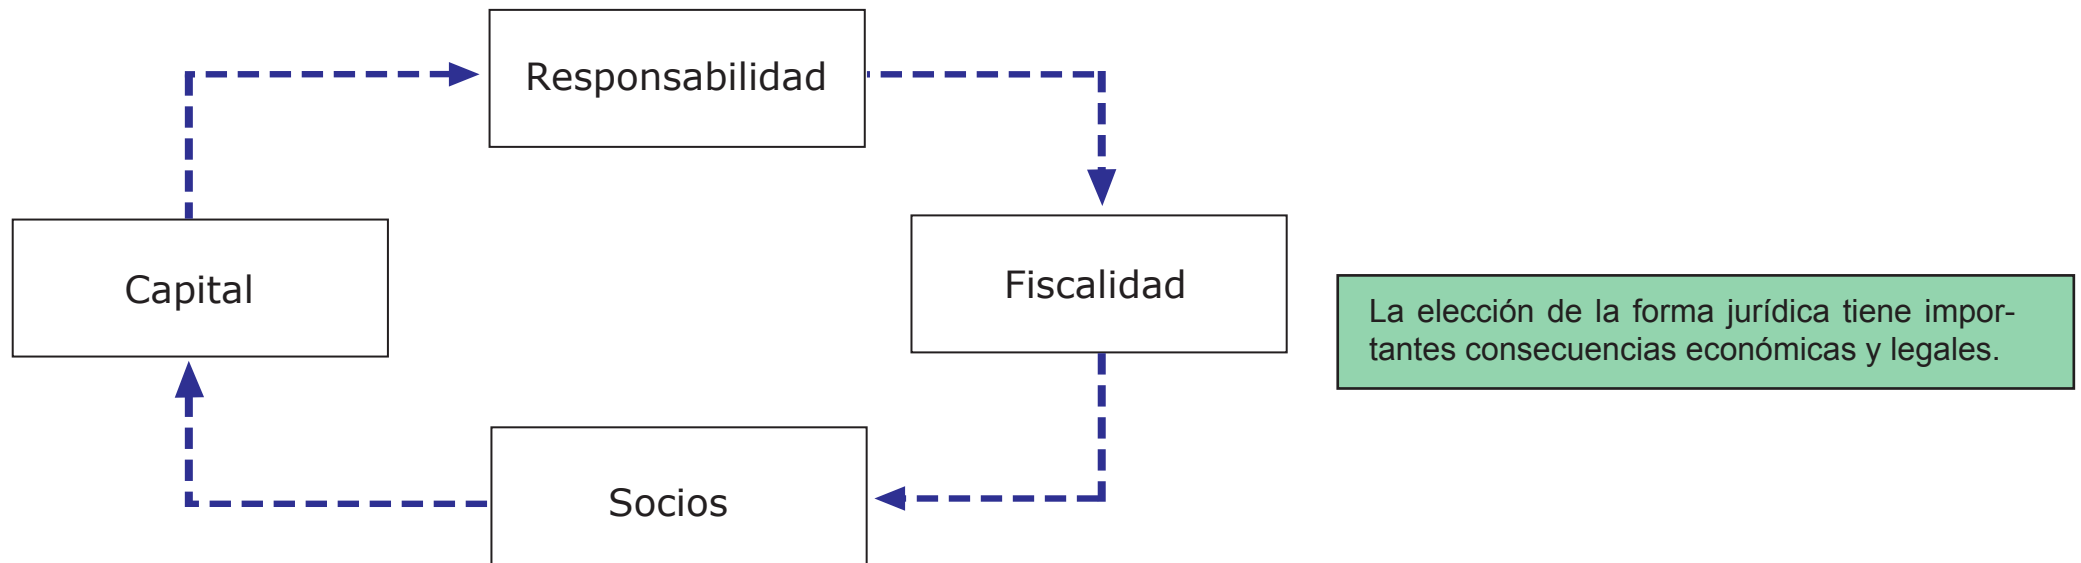 Responsabilidad
Capital
Fiscalidad
La elección de la forma jurídica tiene impor-
tantes consecuencias económicas y legales.
Socios